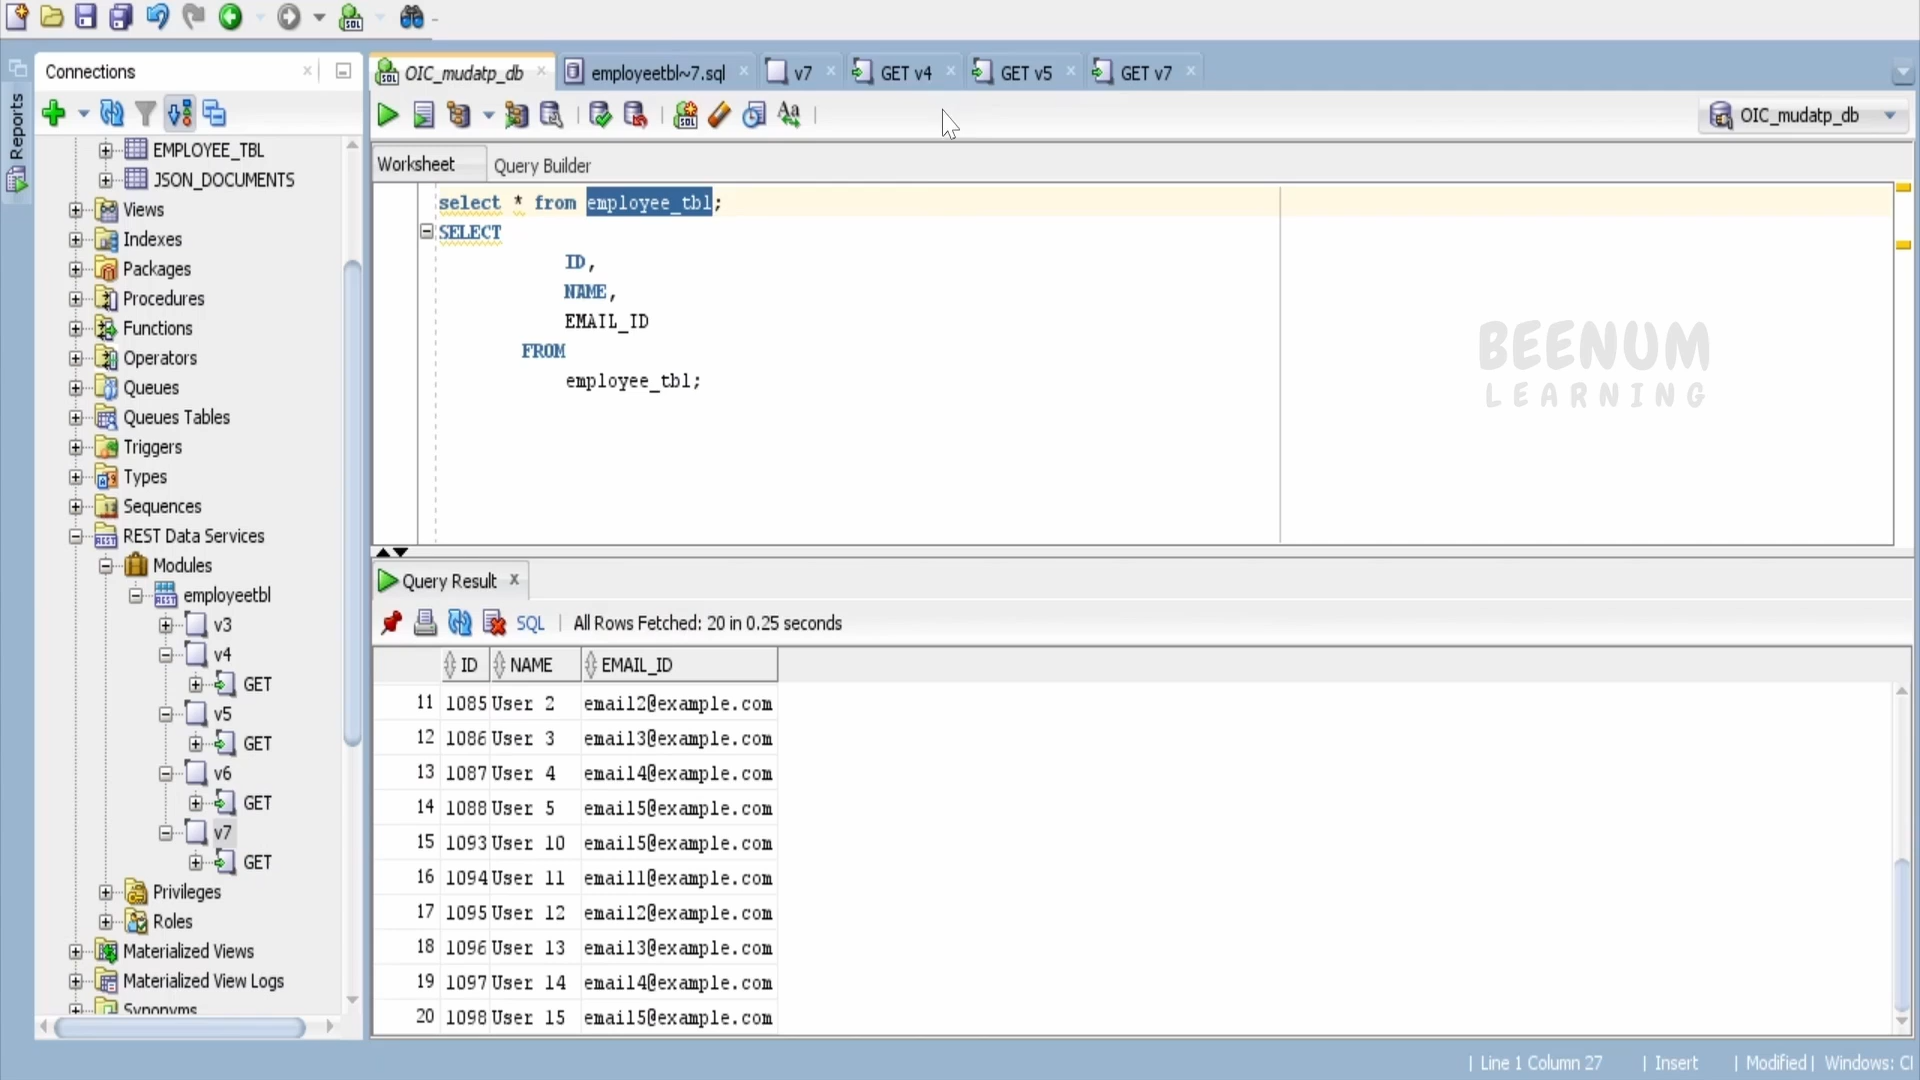 Connections
Reports
EMPLOYEE_TBL
JSON_DOCUMENTS
Views
Indexes
Packages
Procedures
Functions
Operators
Queues
Queues Tables
Triggers
Types
Sequences
REST Data Services
Modules
employeetbl
v3
v4
GET
v5
GET
v6
GET
v7
GET
Privileges
Roles
Materialized Views
Materialized View Logs
Synonyms
OIC_mudatp_db
employeetbl~7.sql
v7
GET v4
GET v5
GET v7
OIC_mudatp_db
Worksheet
Query Builder
select * from employee_tbl;
SELECT
ID,
NAME,
EMAIL_ID
FROM
employee_tbl;
BEENUM
LEARNING
Query Result
SQL | All Rows Fetched: 20 in 0.25 seconds
ID NAME EMAIL_ID
11 1085 User 2 email2@example.com
12 1086 User 3 email3@example.com
13 1087 User 4 email4@example.com
14 1088 User 5 email5@example.com
15 1093 User 10 email5@example.com
16 1094 User 11 email1@example.com
17 1095 User 12 email2@example.com
18 1096 User 13 email3@example.com
19 1097 User 14 email4@example.com
20 1098 User 15 email5@example.com
| Line 1 Column 27 | Insert | Modified | Windows: Cl